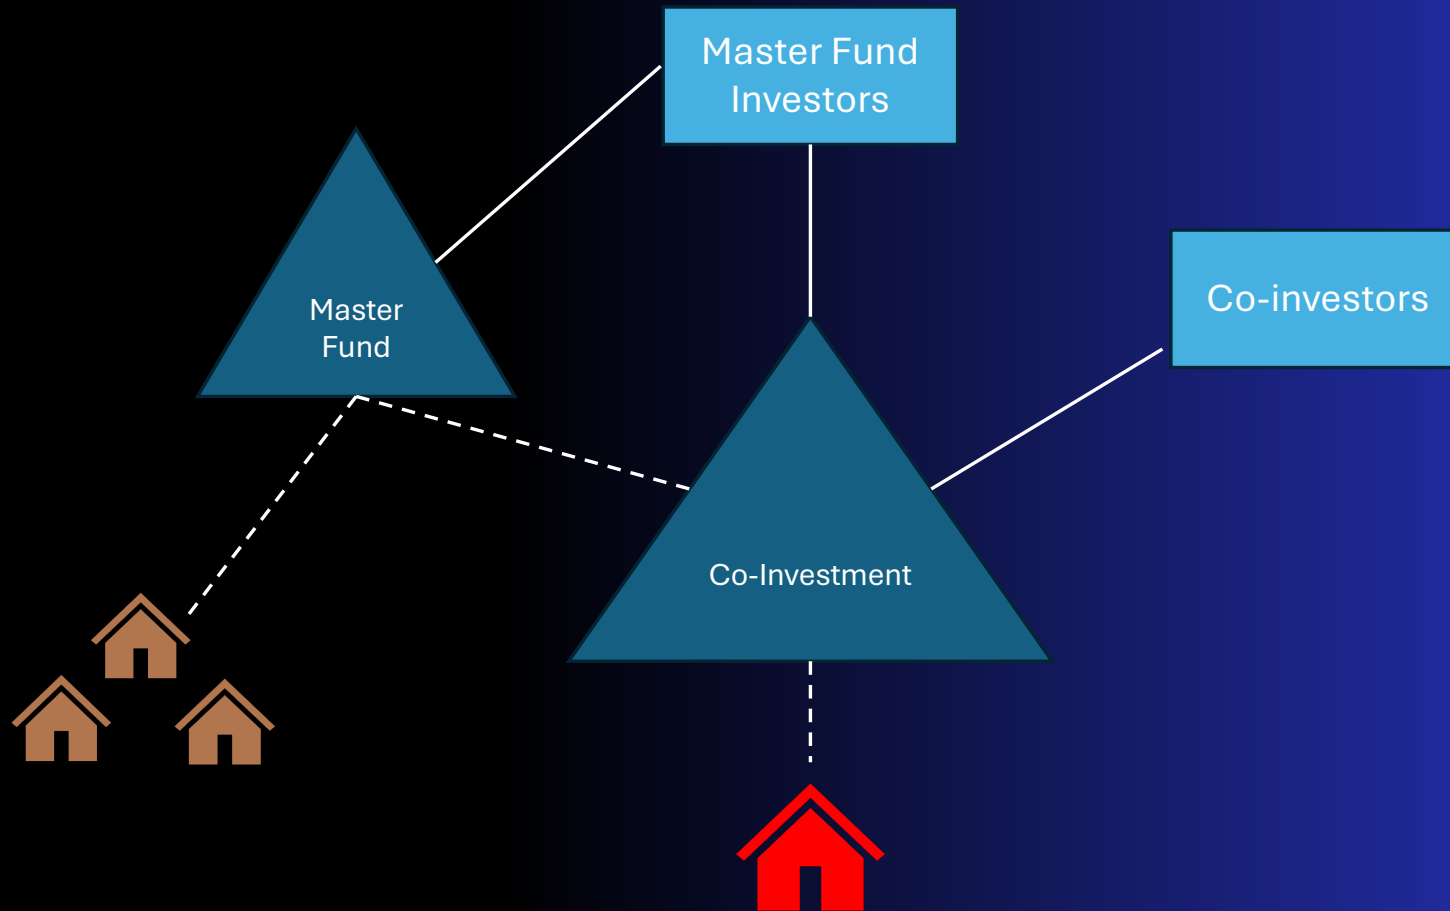 Master Fund
Investors
Co-investors
Master
Fund
Co-Investment